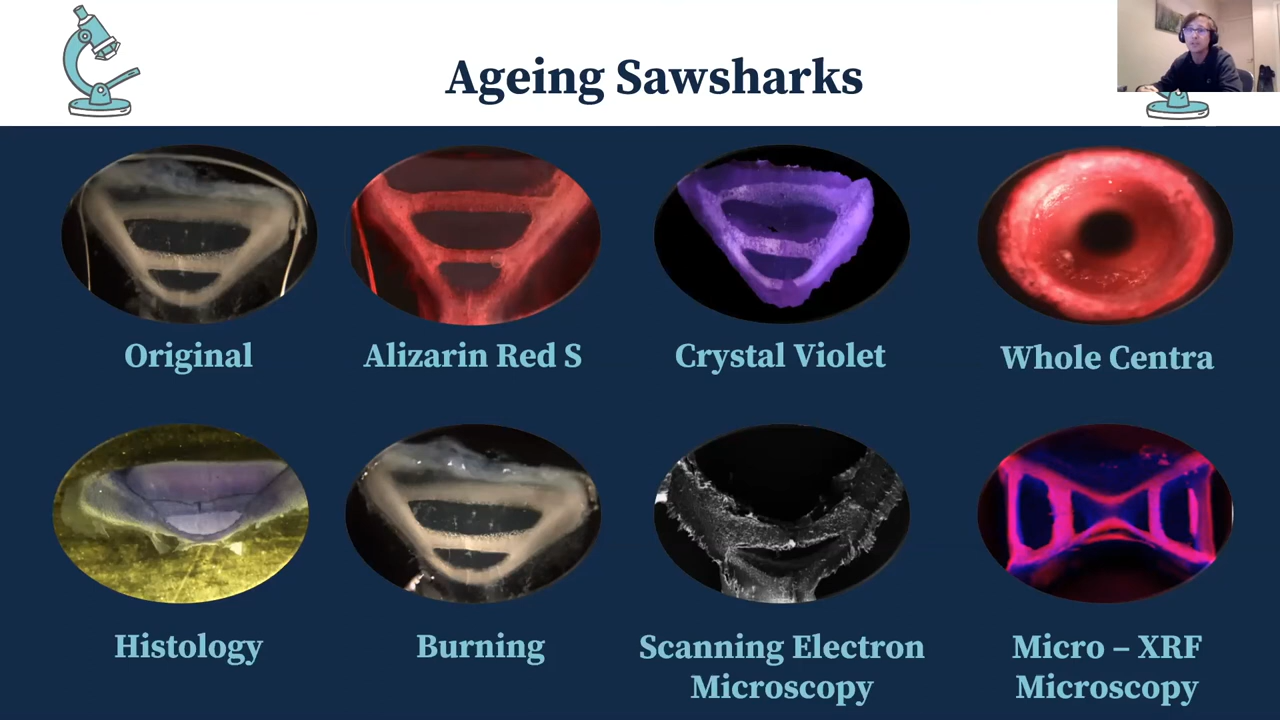 Ageing Sawsharks
Original
Alizarin Red S
Crystal Violet
Whole Centra
Histology
Burning
Scanning Electron
Microscopy
Micro – XRF
Microscopy